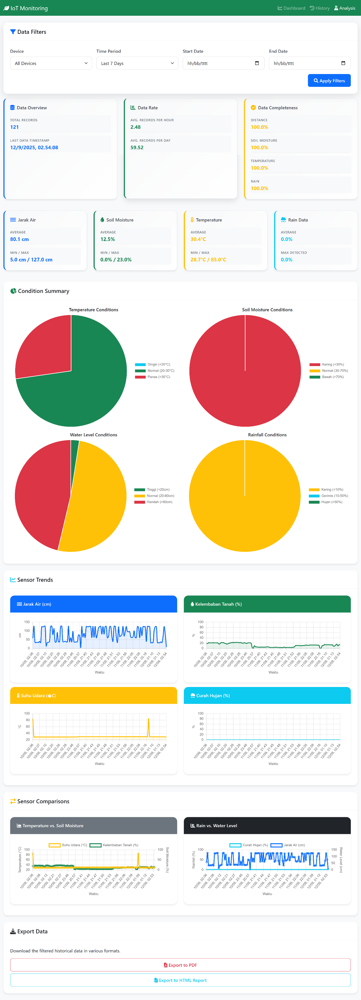 IoT Monitoring
Dashboard History Analysis
Data Filters
Device Time Period Start Date End Date
All Devices Last 7 Days hh/bb/tttt hh/bb/tttt
Apply Filters
Data Overview
TOTAL RECORDS
121
LAST DATA TIMESTAMP
12/9/2025, 02.54.08
Data Rate
AVG. RECORDS PER HOUR
2.48
AVG. RECORDS PER DAY
59.52
Data Completeness
DISTANCE
100.0%
SOIL MOISTURE
100.0%
TEMPERATURE
100.0%
RAIN
100.0%
Jarak Air
AVERAGE
80.1 cm
MIN / MAX
5.0 cm / 127.0 cm
Soil Moisture
AVERAGE
12.5%
MIN / MAX
0.0% / 23.0%
Temperature
AVERAGE
30.4°C
MIN / MAX
28.7°C / 85.0°C
Rain Data
AVERAGE
0.0%
MAX DETECTED
0.0%
Condition Summary
Temperature Conditions
Dingin (<20°C)
Normal (20-30°C)
Panas (>30°C)
Soil Moisture Conditions
Kering (<30%)
Normal (30-70%)
Basah (>70%)
Water Level Conditions
Tinggi (<20cm)
Normal (20-80cm)
Rendah (>80cm)
Rainfall Conditions
Kering (<10%)
Gerimis (10-50%)
Hujan (>50%)
Sensor Trends
Jarak Air (cm)
150
100
50
0
cm
10/09, 02.06 10/09, 02.07 10/09, 02.10 10/09, 02.20 10/09, 02.26 10/09, 02.28 10/09, 23.46 11/09, 20.57 11/09, 21.40 11/09, 21.43 11/09, 21.45 11/09, 21.48 11/09, 21.51 11/09, 21.53 11/09, 21.56 11/09, 22.05 11/09, 22.08 11/09, 22.16 12/09, 01.10 12/09, 01.13 12/09, 02.54
Waktu
Kelembaban Tanah (%)
100
80
60
40
20
0
%
10/09, 02.06 10/09, 02.07 10/09, 02.10 10/09, 02.20 10/09, 02.26 10/09, 02.28 10/09, 23.46 11/09, 20.57 11/09, 21.40 11/09, 21.43 11/09, 21.45 11/09, 21.48 11/09, 21.51 11/09, 21.53 11/09, 21.56 11/09, 22.05 11/09, 22.08 11/09, 22.16 12/09, 01.10 12/09, 01.13 12/09, 02.54
Waktu
Suhu Udara (�C)
100
80
60
40
20
°C
10/09, 02.06 10/09, 02.07 10/09, 02.10 10/09, 02.20 10/09, 02.26 10/09, 02.28 10/09, 23.46 11/09, 20.57 11/09, 21.40 11/09, 21.43 11/09, 21.45 11/09, 21.48 11/09, 21.51 11/09, 21.53 11/09, 21.56 11/09, 22.05 11/09, 22.08 11/09, 22.16 12/09, 01.10 12/09, 01.13 12/09, 02.54
Waktu
Curah Hujan (%)
100
80
60
40
20
0
%
10/09, 02.06 10/09, 02.07 10/09, 02.10 10/09, 02.20 10/09, 02.26 10/09, 02.28 10/09, 23.46 11/09, 20.57 11/09, 21.40 11/09, 21.43 11/09, 21.45 11/09, 21.48 11/09, 21.51 11/09, 21.53 11/09, 21.56 11/09, 22.05 11/09, 22.08 11/09, 22.16 12/09, 01.10 12/09, 01.13 12/09, 02.54
Waktu
Sensor Comparisons
Temperature vs. Soil Moisture
Suhu Udara (°C) Kelembaban Tanah (%)
Temperature (°C)
100
80
60
40
20
100
50
0
Soil Moisture (%)
10/09, 02.06 10/09, 02.08 10/09, 02.12 10/09, 02.21 10/09, 02.27 10/09, 23.46 11/09, 20.57 11/09, 21.41 11/09, 21.44 11/09, 21.47 11/09, 21.50 11/09, 21.53 11/09, 21.56 11/09, 22.06 11/09, 22.09 12/09, 01.09 12/09, 01.12 12/09, 02.53
Waktu
Rain vs. Water Level
Curah Hujan (%) Jarak Air (cm)
Rainfall (%)
100
50
0
150
100
50
0
Water Level (cm)
10/09, 02.06 10/09, 02.08 10/09, 02.12 10/09, 02.21 10/09, 02.27 10/09, 23.46 11/09, 20.57 11/09, 21.41 11/09, 21.44 11/09, 21.47 11/09, 21.50 11/09, 21.53 11/09, 21.56 11/09, 22.06 11/09, 22.09 12/09, 01.09 12/09, 01.12 12/09, 02.53
Waktu
Export Data
Download the filtered historical data in various formats.
Export to PDF
Export to HTML Report